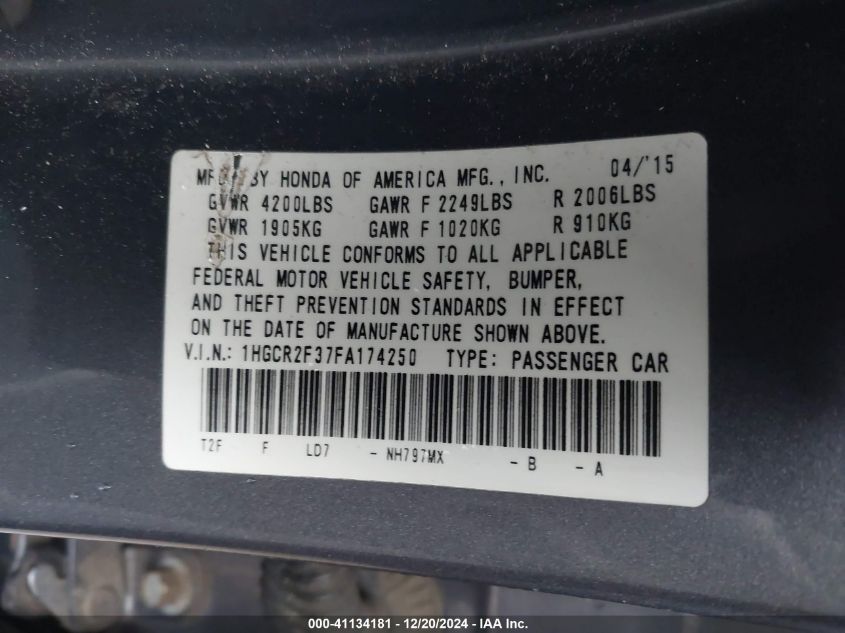 MFD. BY HONDA OF AMERICA MFG., INC. 04/'15
GVWR 4200LBS GAWR F 2249LBS R 2006LBS
GVWR 1905KG GAWR F 1020KG R 910KG
THIS VEHICLE CONFORMS TO ALL APPLICABLE
FEDERAL MOTOR VEHICLE SAFETY, BUMPER,
AND THEFT PREVENTION STANDARDS IN EFFECT
ON THE DATE OF MANUFACTURE SHOWN ABOVE.
V.I.N.: 1HGCR2F37FA174250 TYPE: PASSENGER CAR
T2F F LD7 - NH797MX - B - A
000-41134181 - 12/20/2024 - IAA Inc.